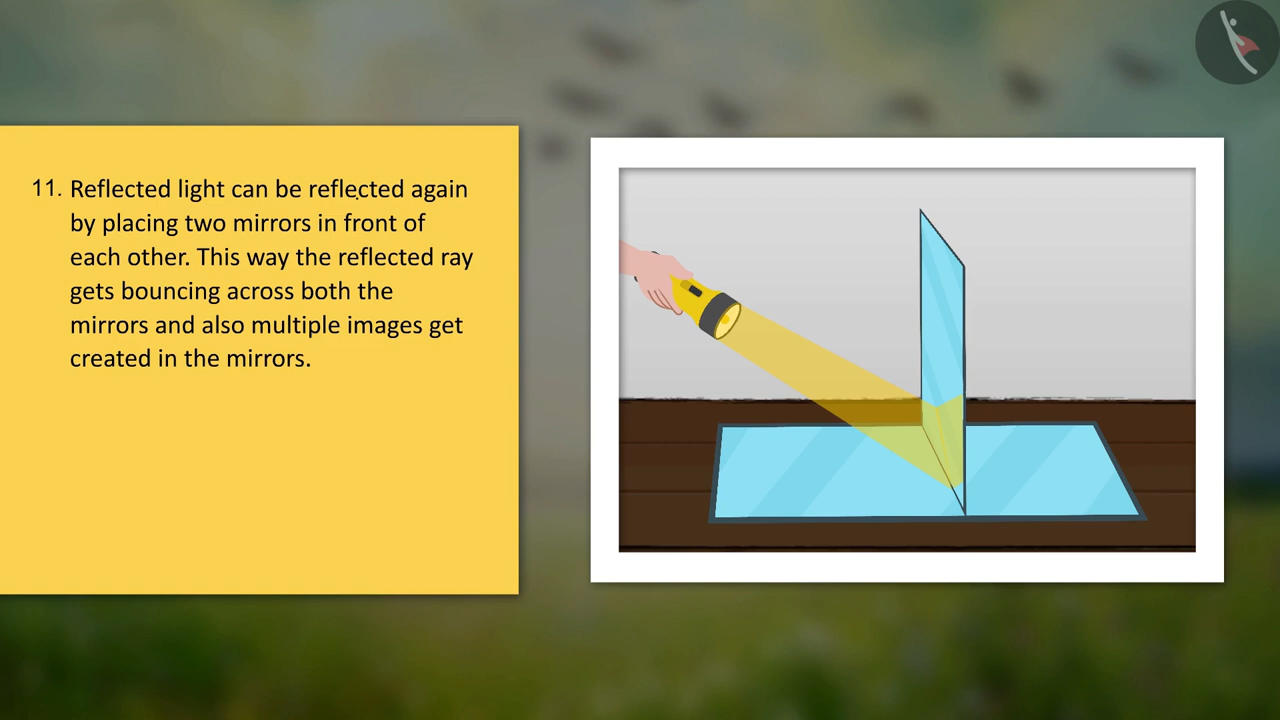 11. Reflected light can be reflected again
by placing two mirrors in front of
each other. This way the reflected ray
gets bouncing across both the
mirrors and also multiple images get
created in the mirrors.